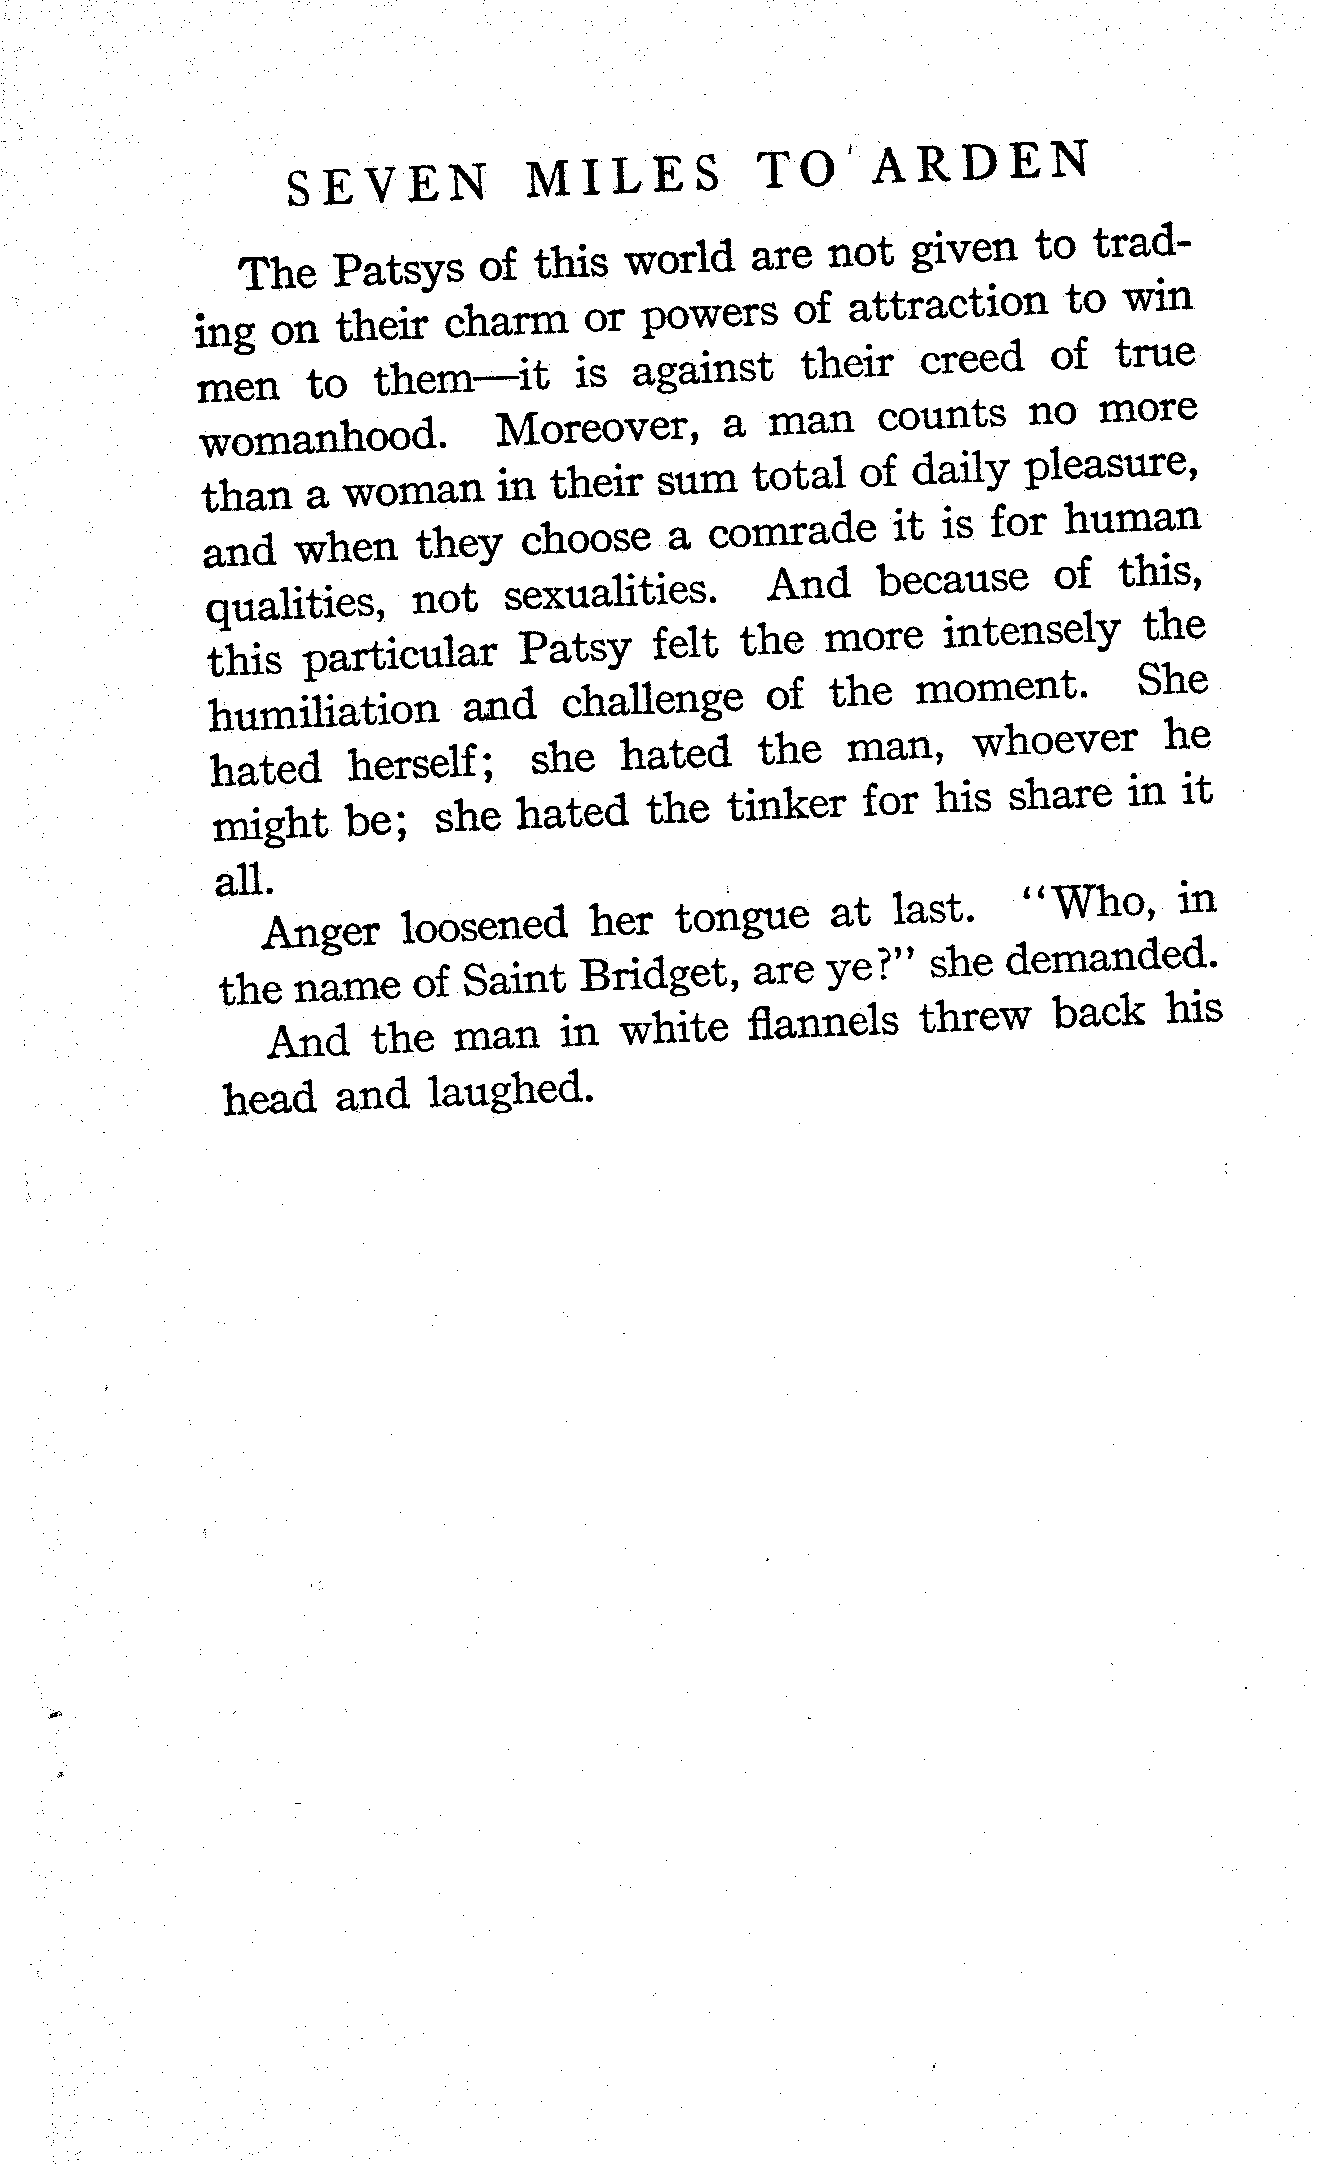 SEVEN MILES TO ARDEN
The Patsys of this world are not given to trad-
ing on their charm or powers of attraction to win
men to them—it is against their creed of true
womanhood. Moreover, a man counts no more
than a woman in their sum total of daily pleasure,
and when they choose a comrade it is for human
qualities, not sexualities. And because of this,
this particular Patsy felt the more intensely the
humiliation and challenge of the moment. She
hated herself; she hated the man, whoever he
might be; she hated the tinker for his share in it
all.
Anger loosened her tongue at last. “Who, in
the name of Saint Bridget, are ye?” she demanded.
And the man in white flannels threw back his
head and laughed.